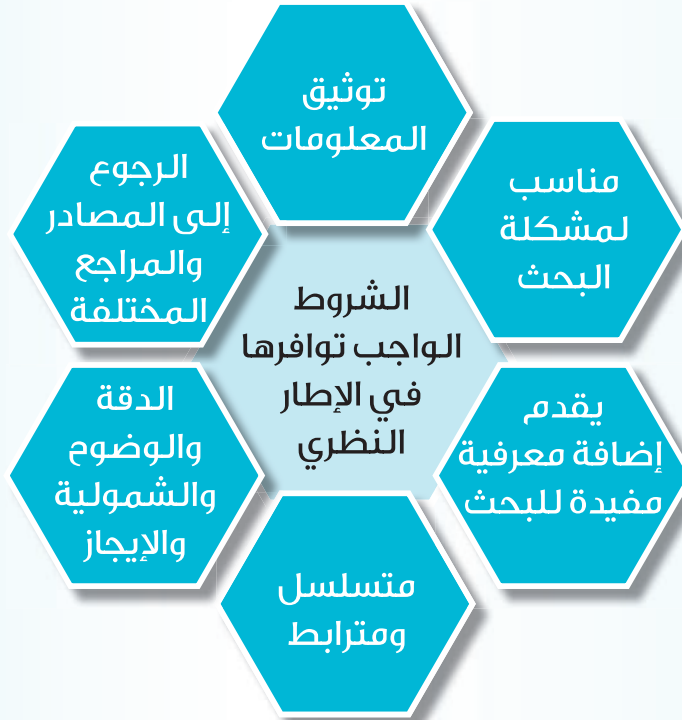 توثيق
المعلومات
مناسب
لمشكلة
البحث
يقدم
إضافة معرفية
مفيدة للبحث
متسلسل
ومترابط
الدقة
والوضوح
والشمولية
والإيجاز
الرجوع
إلى المصادر
والمراجع
المختلفة
الشروط
الواجب توافرها
في الإطار
النظري